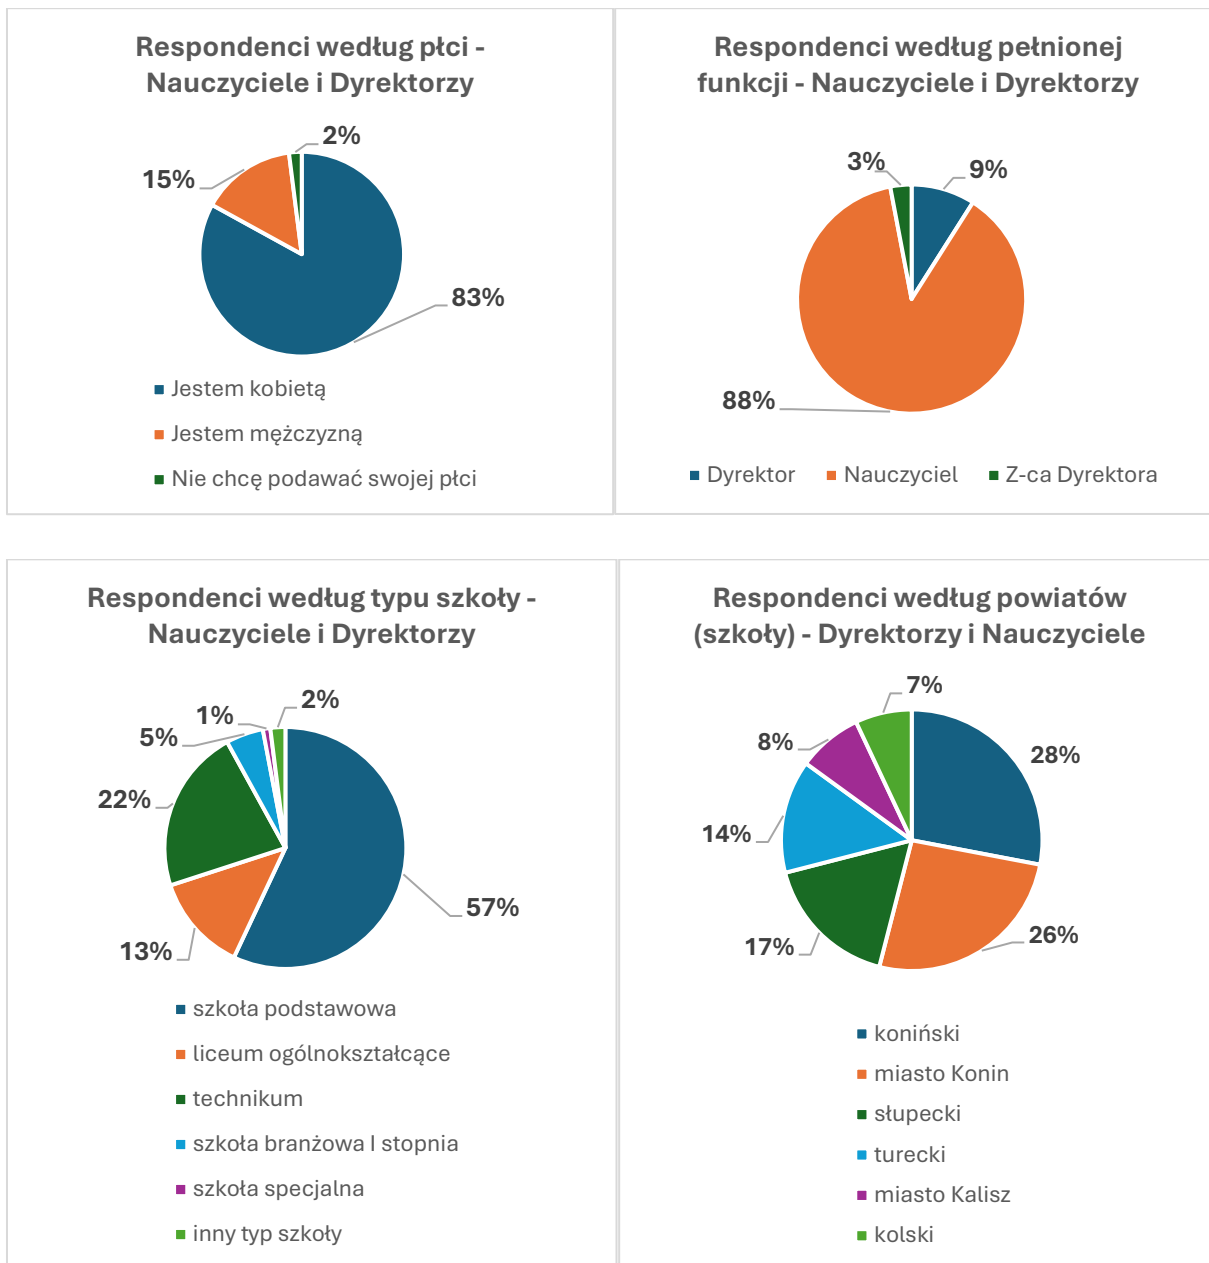 Respondenci według płci -
Nauczyciele i Dyrektorzy
2%
15%
83%
Jestem kobietą
Jestem mężczyzną
Nie chcę podawać swojej płci
Respondenci według pełnionej
funkcji - Nauczyciele i Dyrektorzy
3%
9%
88%
Dyrektor Nauczyciel Z-ca Dyrektora
Respondenci według typu szkoły -
Nauczyciele i Dyrektorzy
2%
1%
5%
22%
57%
13%
szkoła podstawowa
liceum ogólnokształcące
technikum
szkoła branżowa I stopnia
szkoła specjalna
inny typ szkoły
Respondenci według powiatów
(szkoły) - Dyrektorzy i Nauczyciele
7%
8%
28%
14%
26%
17%
koniński
miasto Konin
słupecki
turecki
miasto Kalisz
kolski